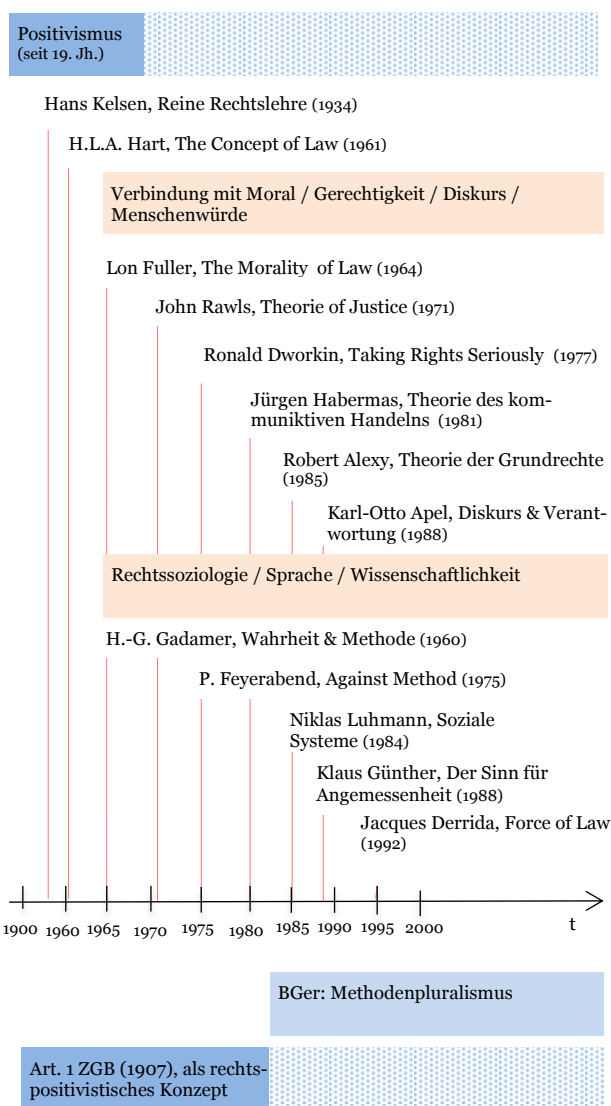 Positivismus
(seit 19. Jh.)
Hans Kelsen, Reine Rechtslehre (1934)
H.L.A. Hart, The Concept of Law (1961)
Verbindung mit Moral / Gerechtigkeit / Diskurs /
Menschenwürde
Lon Fuller, The Morality of Law (1964)
John Rawls, Theorie of Justice (1971)
Ronald Dworkin, Taking Rights Seriously (1977)
Jürgen Habermas, Theorie des kom-
muniktiven Handelns (1981)
Robert Alexy, Theorie der Grundrechte
(1985)
Karl-Otto Apel, Diskurs & Verant-
wortung (1988)
Rechtssoziologie / Sprache / Wissenschaftlichkeit
H.-G. Gadamer, Wahrheit & Methode (1960)
P. Feyerabend, Against Method (1975)
Niklas Luhmann, Soziale
Systeme (1984)
Klaus Günther, Der Sinn für
Angemessenheit (1988)
Jacques Derrida, Force of Law
(1992)
1900 1960 1965 1970 1975 1980 1985 1990 1995 2000 t
BGer: Methodenpluralismus
Art. 1 ZGB (1907), als rechts-
positivistisches Konzept